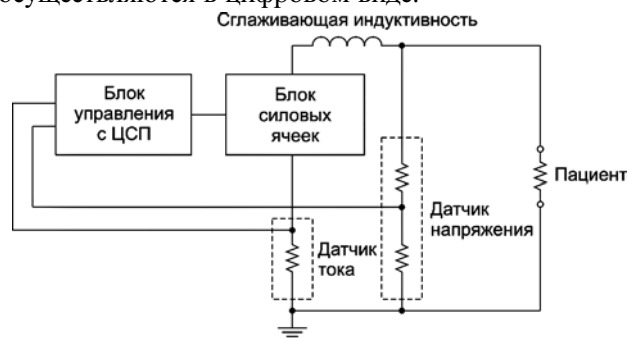 осуществляются в цифровом виде.
Сглаживающая индуктивность
Блок
управления
с ЦСП
Блок
силовых
ячеек
Пациент
Датчик
напряжения
Датчик
тока